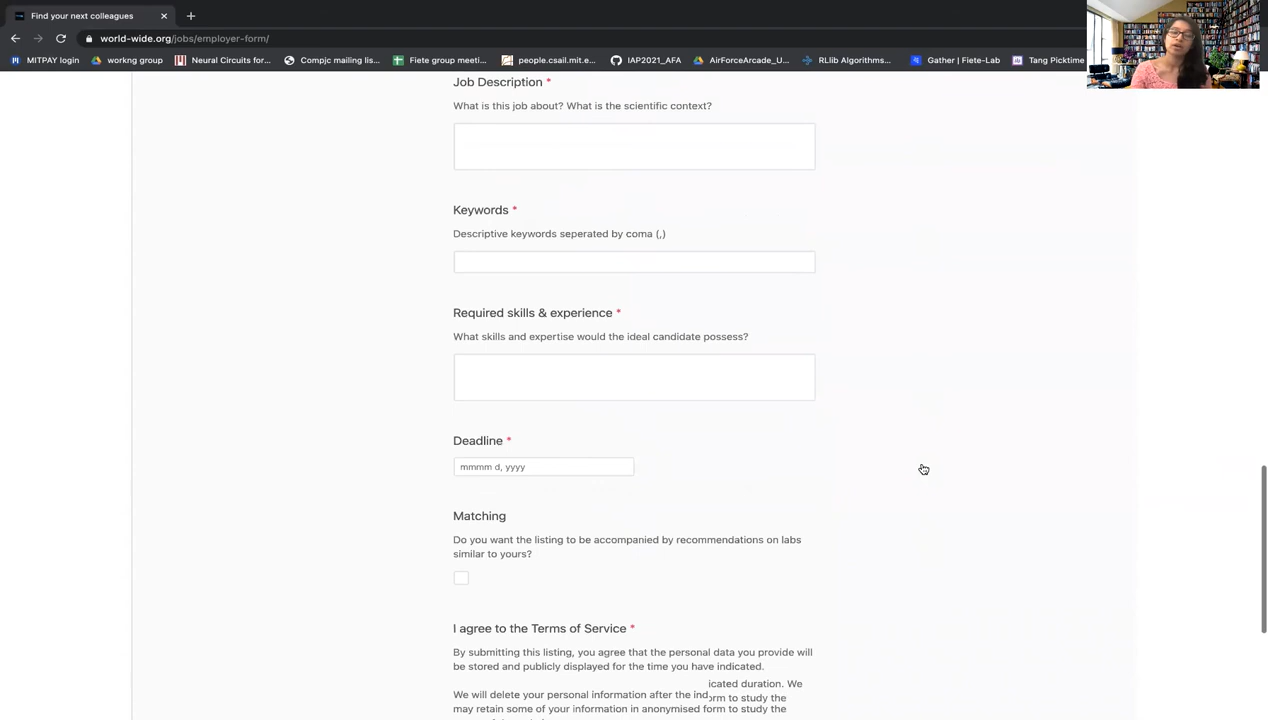 Find your next colleagues
world-wide.org/jobs/employer-form/
MITPAY login workng group Neural Circuits for... Compjc mailing lis... Fiete group meeti... people.csail.mit.e... IAP2021_AFA AirForceArcade_U... RLlib Algorithms... Gather | Fiete-Lab Tang Picktime
Job Description *
What is this job about? What is the scientific context?
Keywords *
Descriptive keywords seperated by coma (,)
Required skills & experience *
What skills and expertise would the ideal candidate possess?
Deadline *
mmmm d, yyyy
Matching
Do you want the listing to be accompanied by recommendations on labs
similar to yours?
I agree to the Terms of Service *
By submitting this listing, you agree that the personal data you provide will
be stored and publicly displayed for the time you have indicated.
icated duration. We
We will delete your personal information after the ind
orm to study the
may retain some of your information in anonymised form to study the